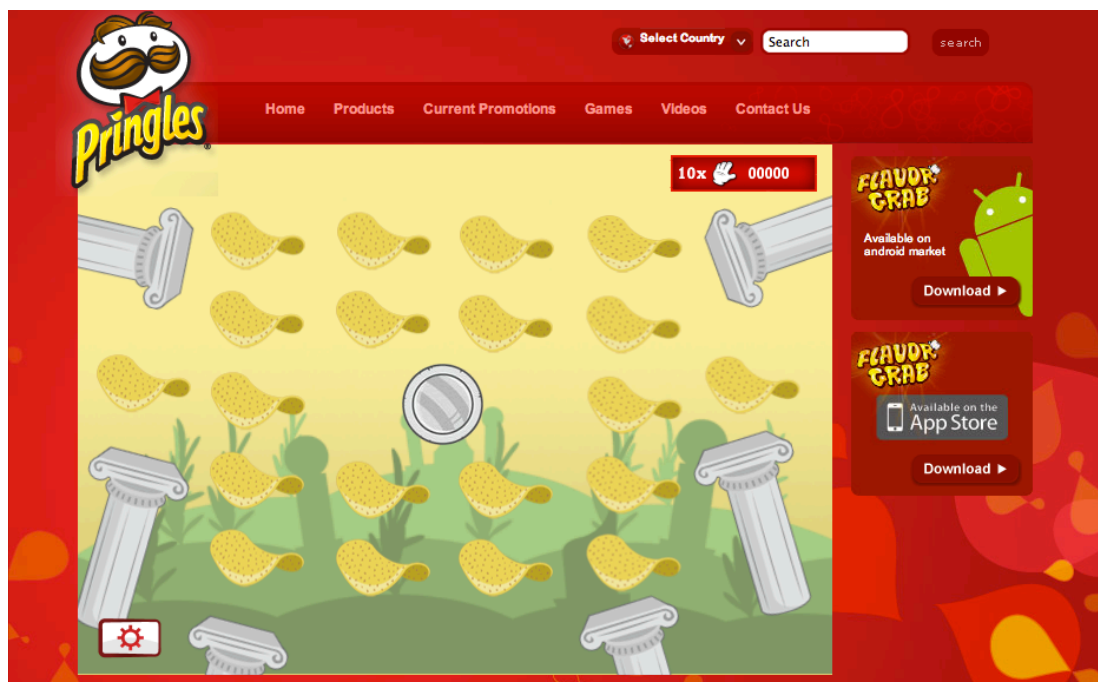 Select Country
Search
search
Pringles
Home
Products
Current Promotions
Games
Videos
Contact Us
10x
00000
FLAVOR
GRAB
Available on
android market
Download
FLAVOR
GRAB
Available on the
App Store
Download